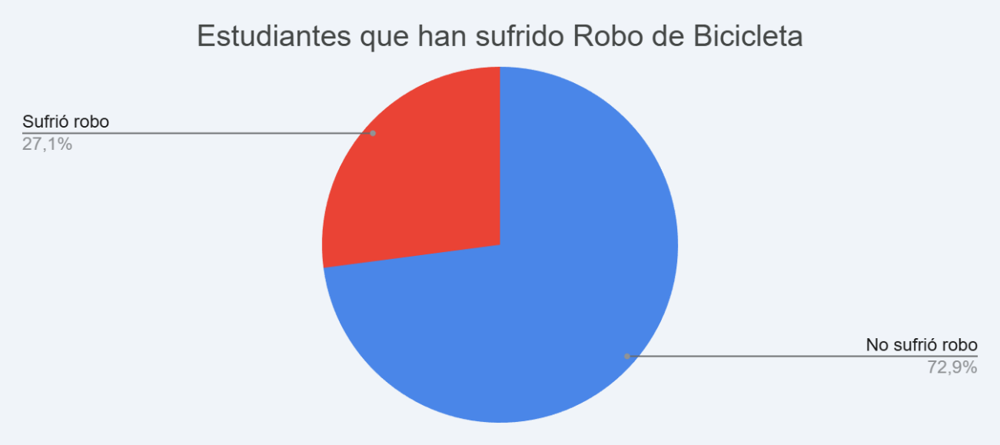 Estudiantes que han sufrido Robo de Bicicleta
Sufrió robo
27,1%
No sufrió robo
72,9%